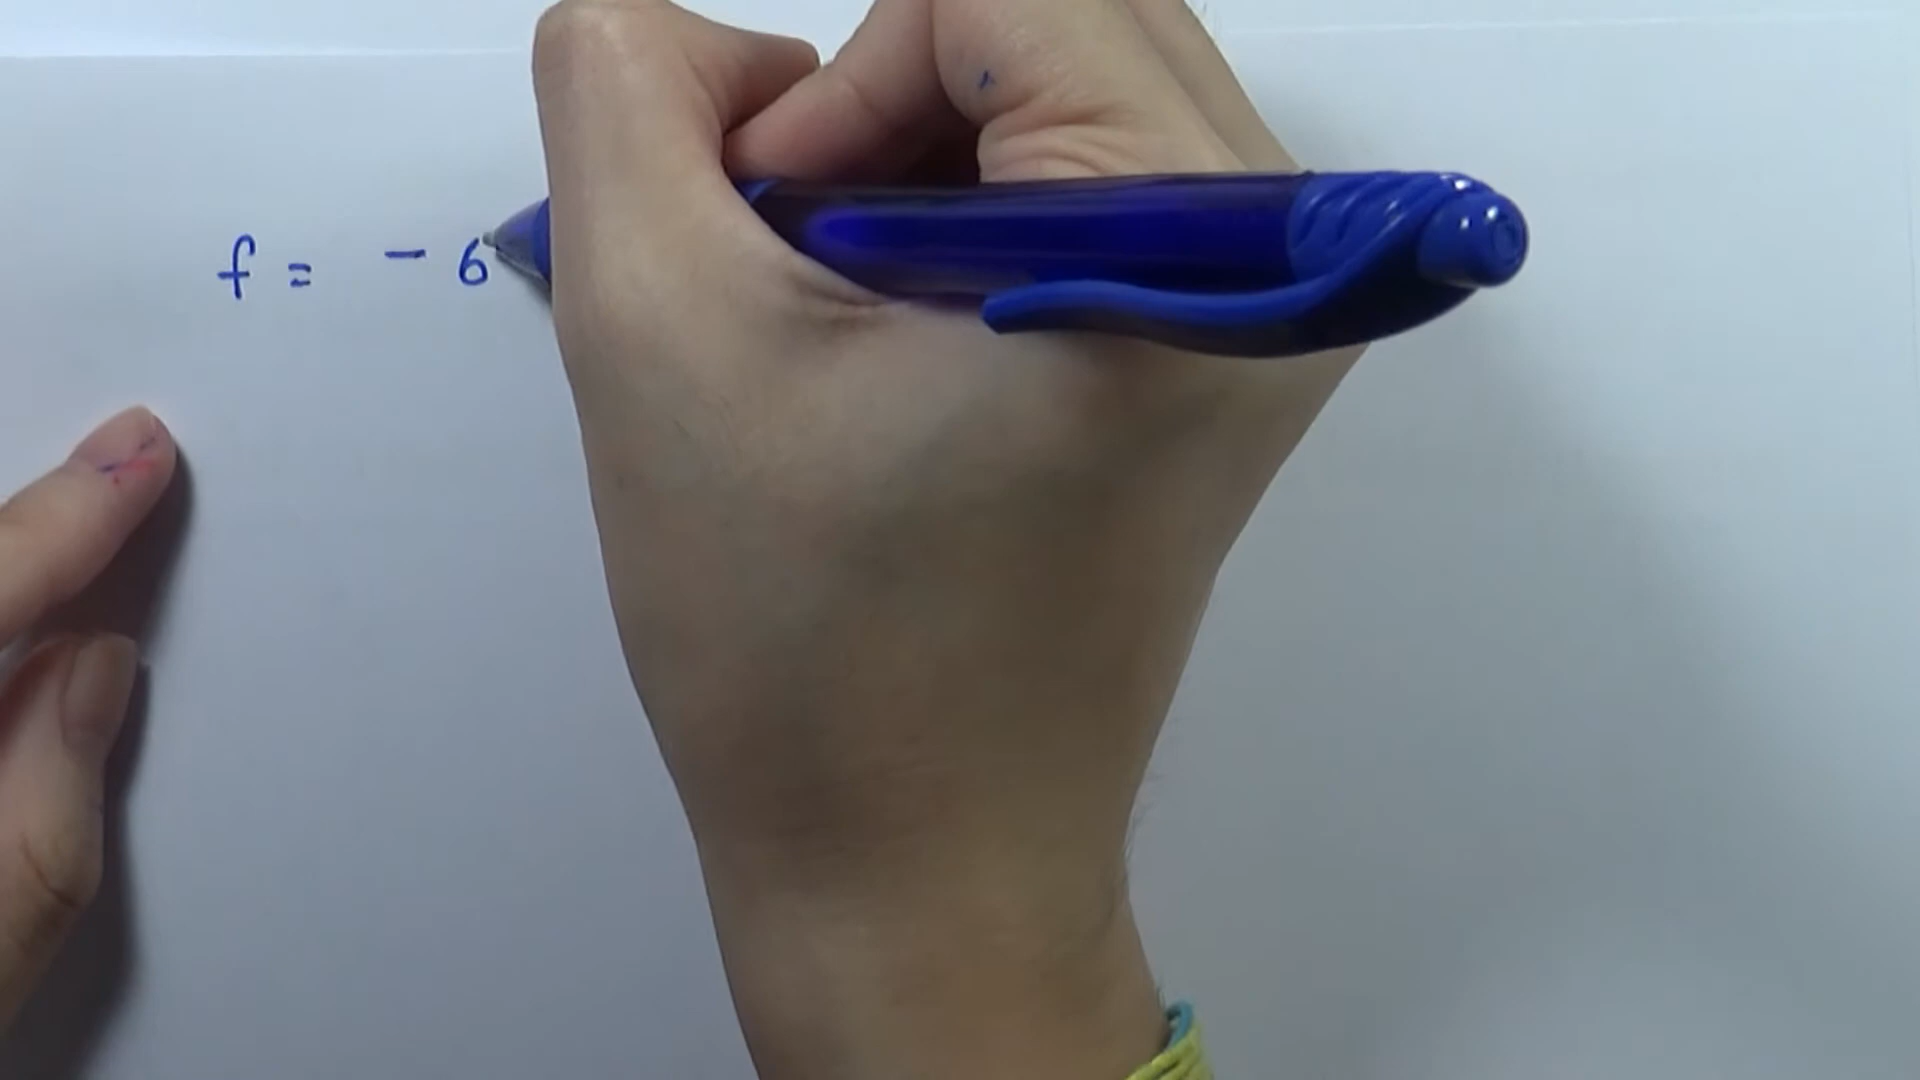 f = - 6